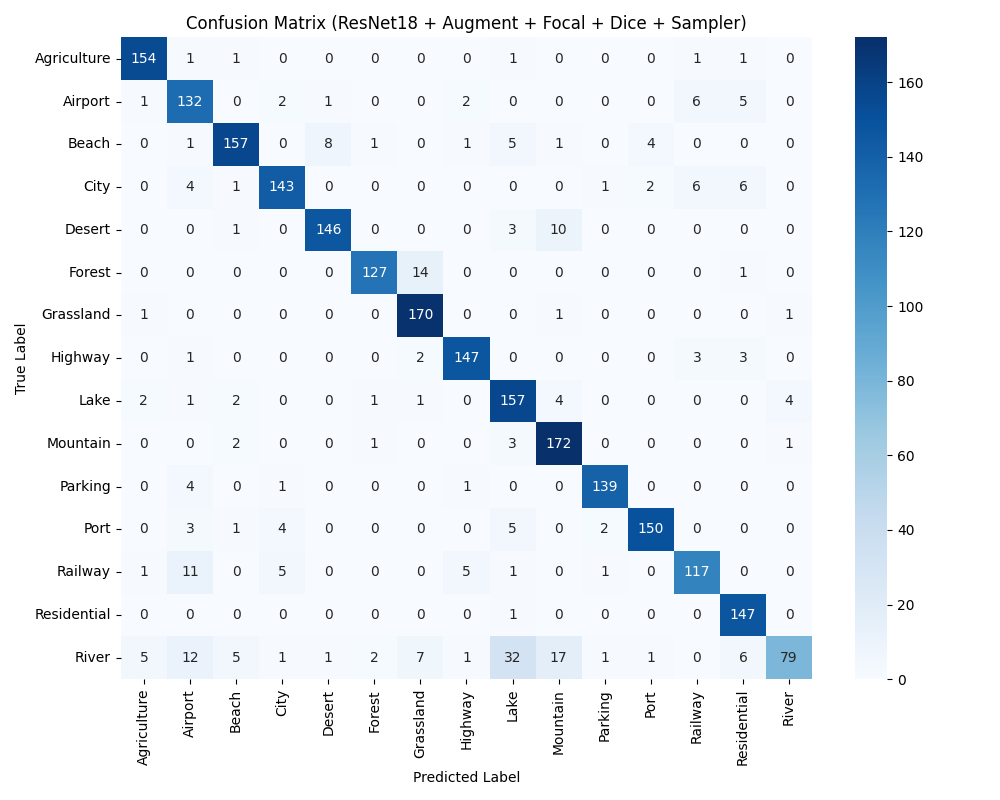 Confusion Matrix (ResNet18 + Augment + Focal + Dice + Sampler)
Agriculture 154 1 1 0 0 0 0 0 1 0 0 0 1 1 0
Airport 1 132 0 2 1 0 0 2 0 0 0 0 6 5 0
Beach 0 1 157 0 8 1 0 1 5 1 0 4 0 0 0
City 0 4 1 143 0 0 0 0 0 0 1 2 6 6 0
Desert 0 0 1 0 146 0 0 0 3 10 0 0 0 0 0
Forest 0 0 0 0 0 127 14 0 0 0 0 0 0 1 0
Grassland 1 0 0 0 0 0 170 0 0 1 0 0 0 0 1
Highway 0 1 0 0 0 0 2 147 0 0 0 0 3 3 0
Lake 2 1 2 0 0 1 1 0 157 4 0 0 0 0 4
Mountain 0 0 2 0 0 1 0 0 3 172 0 0 0 0 1
Parking 0 4 0 1 0 0 0 1 0 0 139 0 0 0 0
Port 0 3 1 4 0 0 0 0 5 0 2 150 0 0 0
Railway 1 11 0 5 0 0 0 5 1 0 1 0 117 0 0
Residential 0 0 0 0 0 0 0 0 1 0 0 0 0 147 0
River 5 12 5 1 1 2 7 1 32 17 1 1 0 6 79
True Label
Agriculture Airport Beach City Desert Forest Grassland Highway Lake Mountain Parking Port Railway Residential River
Predicted Label
160
140
120
100
80
60
40
20
0